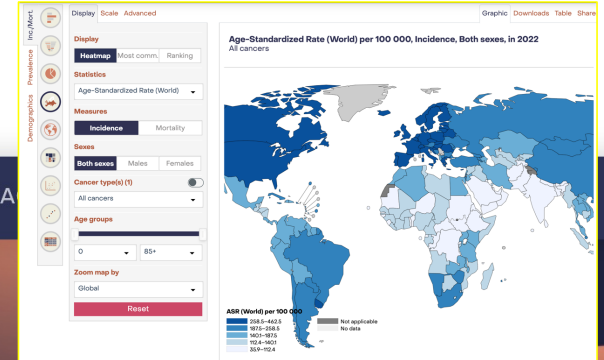 Inc./Mort.
Prevalence
Demographics
Display Scale Advanced
Graphic Downloads Table Share
Display
Heatmap Most comm. Ranking
Statistics
Age-Standardized Rate (World)
Measures
Incidence Mortality
Sexes
Both sexes Males Females
Cancer type(s) (1)
All cancers
Age groups
0 85+
Zoom map by
Global
Reset
Age-Standardized Rate (World) per 100 000, Incidence, Both sexes, in 2022
All cancers
ASR (World) per 100 000
258.5–462.5 Not applicable
187.5–258.5 No data
140.1–187.5
112.4–140.1
35.9–112.4
A